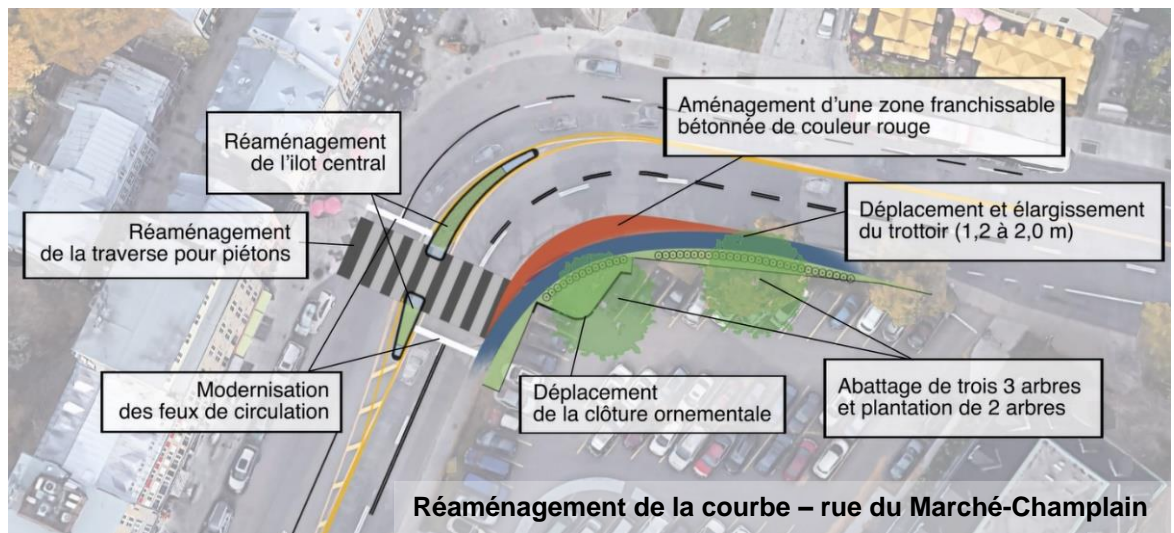 Aménagement d’une zone franchissable
bétonnée de couleur rouge
Réaménagement
de l’ilot central
Déplacement et élargissement
du trottoir (1,2 à 2,0 m)
Réaménagement
de la traverse pour piétons
Modernisation
des feux de circulation
Déplacement
de la clôture ornementale
Abattage de trois 3 arbres
et plantation de 2 arbres
Réaménagement de la courbe – rue du Marché-Champlain